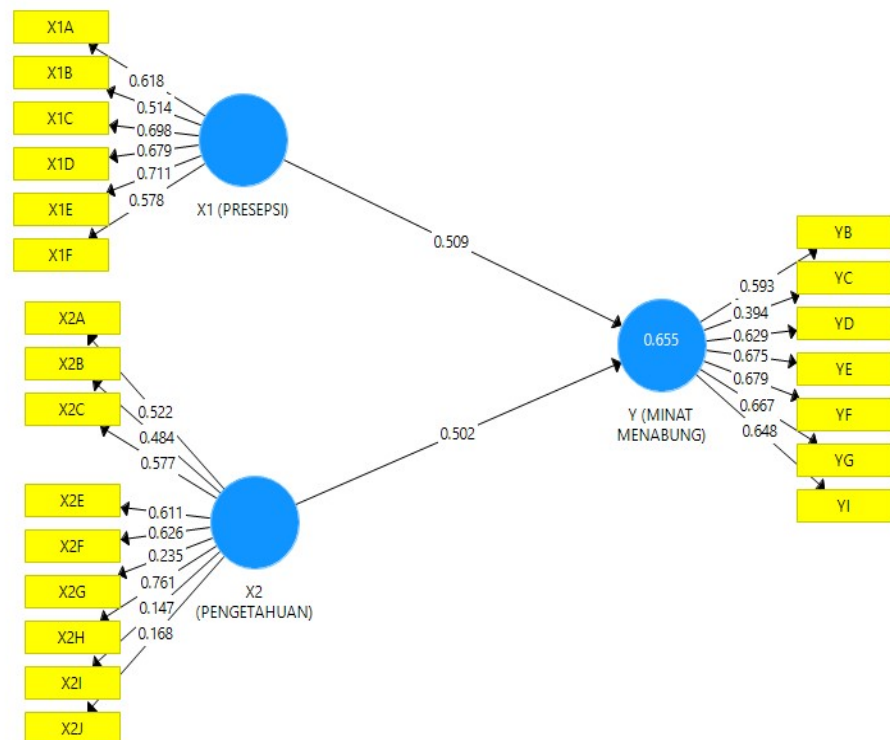 X1A
X1B
X1C
X1D
X1E
X1F
0.618
0.514
0.698
0.679
0.711
0.578
X1 (PRESEPSI)
0.509
X2A
X2B
X2C
X2E
X2F
X2G
X2H
X2I
X2J
0.522
0.484
0.577
0.611
0.626
0.235
0.761
0.147
0.168
X2
(PENGETAHUAN)
0.502
0.655
Y (MINAT
MENABUNG)
0.593
0.394
0.629
0.675
0.679
0.667
0.648
YB
YC
YD
YE
YF
YG
YI